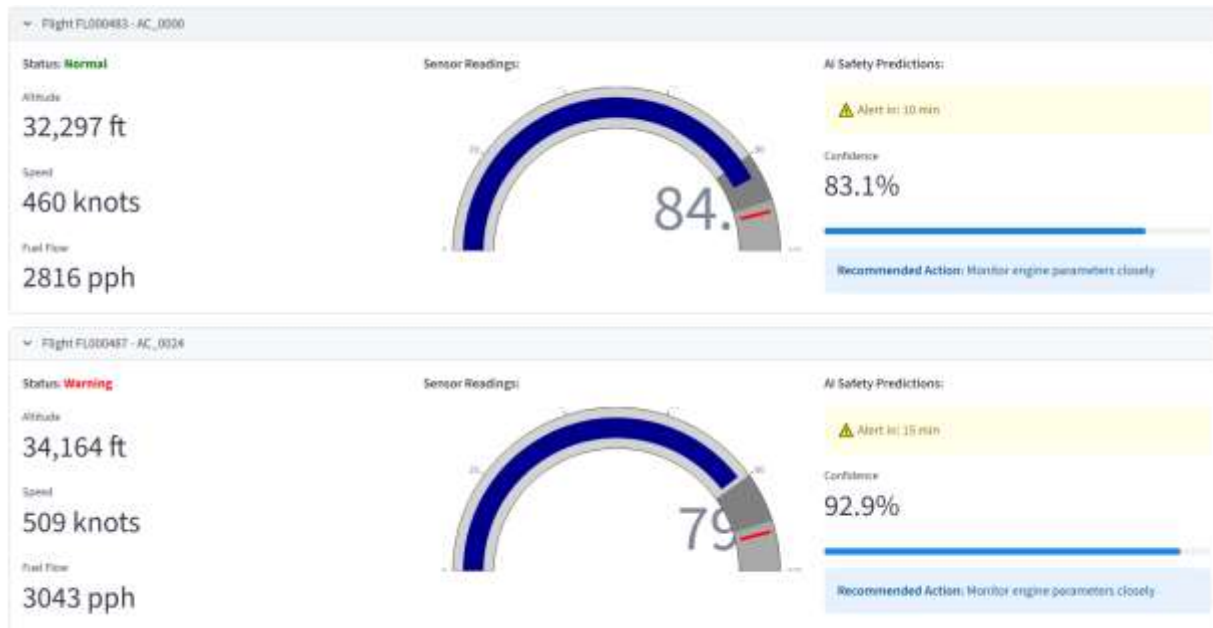 Flight FL000483 - AC_0000
Status: Normal
Altitude
32,297 ft
Speed
460 knots
Fuel Flow
2816 pph
Sensor Readings:
84.
AI Safety Predictions:
Alert in: 10 min
Confidence
83.1%
Recommended Action: Monitor engine parameters closely
Flight FL000487 - AC_0024
Status: Warning
Altitude
34,164 ft
Speed
509 knots
Fuel Flow
3043 pph
Sensor Readings:
79
AI Safety Predictions:
Alert in: 15 min
Confidence
92.9%
Recommended Action: Monitor engine parameters closely